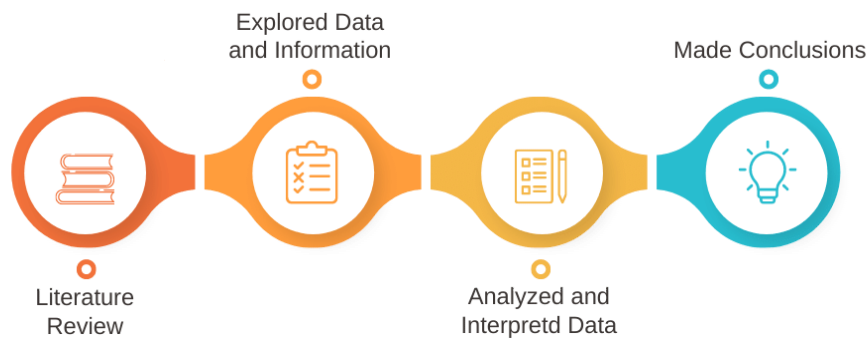 Literature
Review
Explored Data
and Information
Analyzed and
Interpretd Data
Made Conclusions